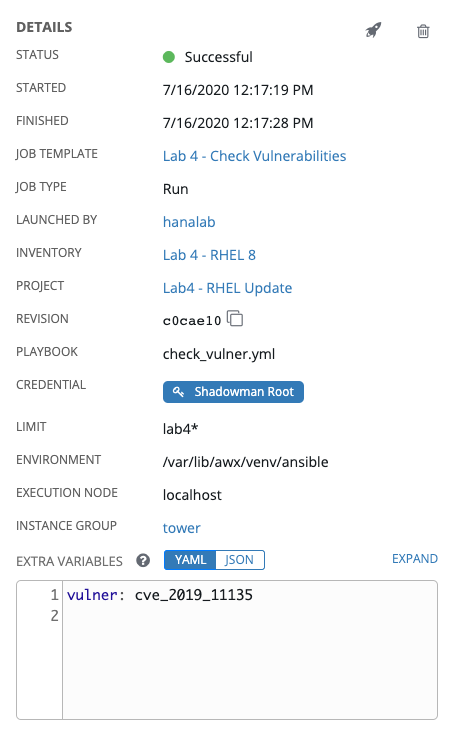 DETAILS
STATUS Successful
STARTED 7/16/2020 12:17:19 PM
FINISHED 7/16/2020 12:17:28 PM
JOB TEMPLATE Lab 4 - Check Vulnerabilities
JOB TYPE Run
LAUNCHED BY hanalab
INVENTORY Lab 4 - RHEL 8
PROJECT Lab4 - RHEL Update
REVISION c0cae10
PLAYBOOK check_vulner.yml
CREDENTIAL Shadowman Root
LIMIT lab4*
ENVIRONMENT /var/lib/awx/venv/ansible
EXECUTION NODE localhost
INSTANCE GROUP tower
EXTRA VARIABLES ? YAML JSON EXPAND
1 vulner: cve_2019_11135
2